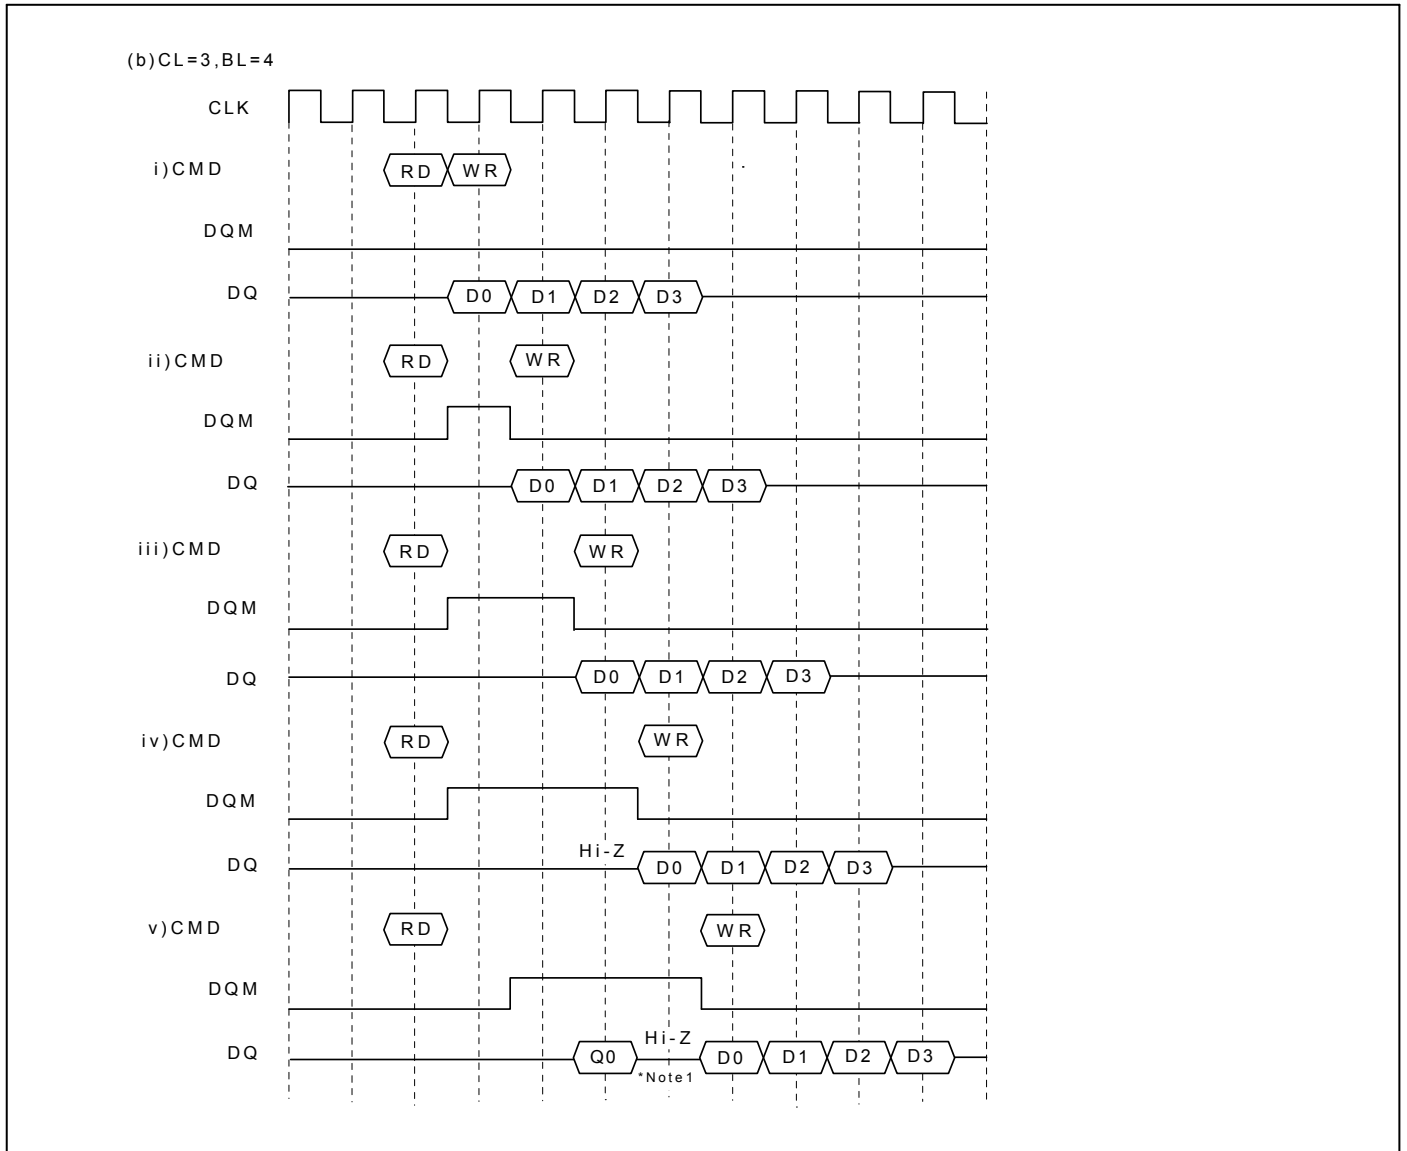 (b)CL=3,BL=4
CLK
i)CMD RD WR
DQM
DQ D0 D1 D2 D3
ii)CMD RD WR
DQM
DQ D0 D1 D2 D3
iii)CMD RD WR
DQM
DQ D0 D1 D2 D3
iv)CMD RD WR
DQM
Hi-Z
DQ D0 D1 D2 D3
v)CMD RD WR
DQM
Hi-Z
DQ Q0 D0 D1 D2 D3
*Note1